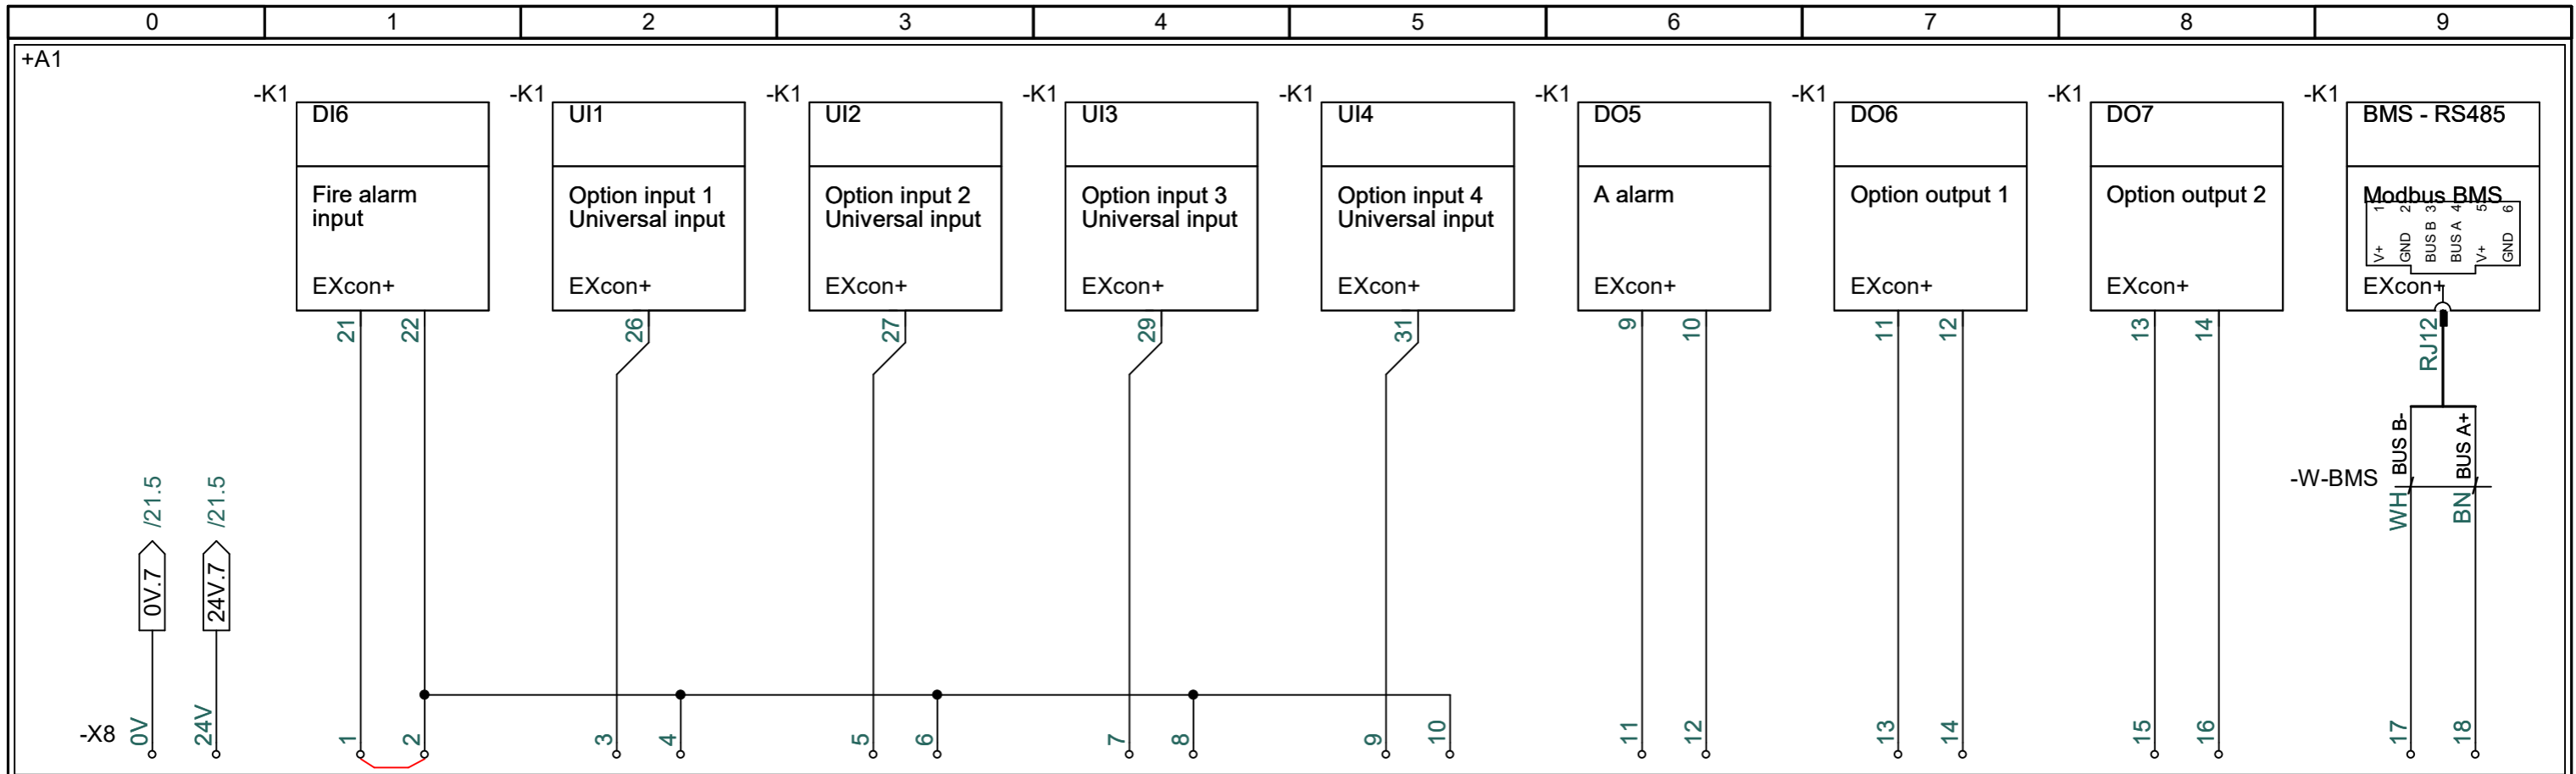 0 1 2 3 4 5 6 7 8 9
+A1
-K1 -K1 -K1 -K1 -K1 -K1 -K1 -K1 -K1
DI6 UI1 UI2 UI3 UI4 DO5 DO6 DO7 BMS - RS485
Fire alarm
input
Option input 1
Universal input
Option input 2
Universal input
Option input 3
Universal input
Option input 4
Universal input
A alarm
Option output 1
Option output 2
Modbus BMS
1 2 3 4 5 6
V+ GND BUS B BUS A V+ GND
EXcon+ EXcon+ EXcon+ EXcon+ EXcon+ EXcon+ EXcon+ EXcon+ EXcon+
21 22 26 27 29 31 9 10 11 12 13 14 RJ12
BUS B- BUS A+
-W-BMS
WH BN
/21.5 /21.5
0V.7 24V.7
-X8 0V 24V 1 2 3 4 5 6 7 8 9 10 11 12 13 14 15 16 17 18